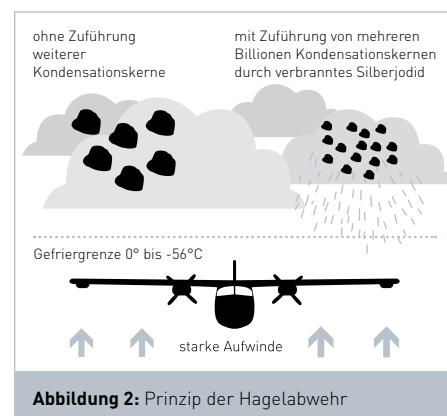 ohne Zuführung
weiterer
Kondensationskerne
mit Zuführung von mehreren
Billionen Kondensationskernen
durch verbranntes Silberjodid
Gefriergrenze 0° bis -56°C
starke Aufwinde
Abbildung 2: Prinzip der Hagelabwehr